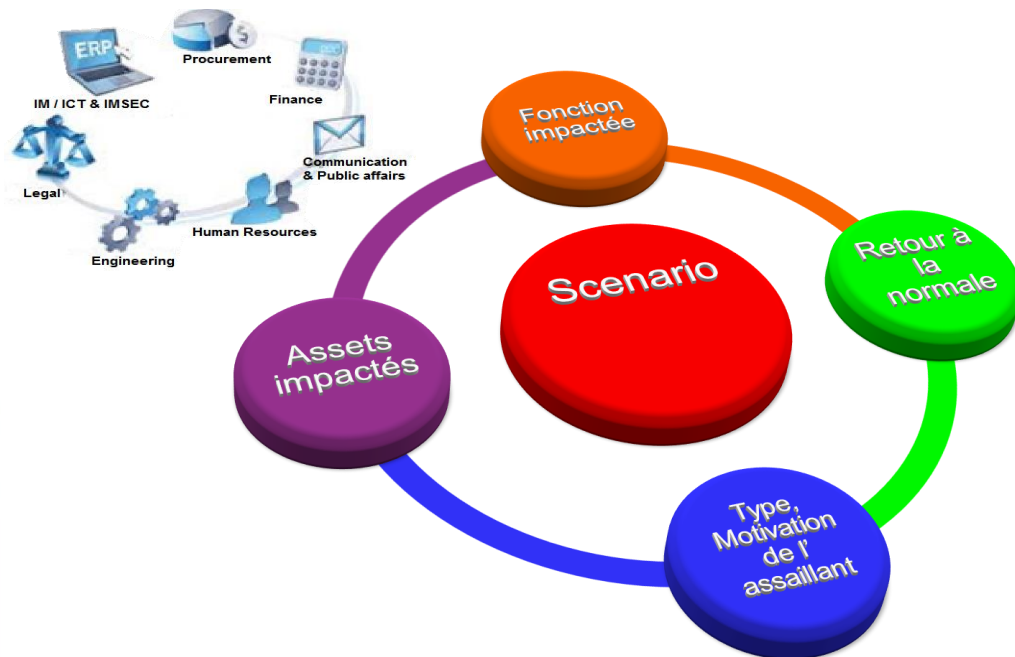 ERP
Procurement
Finance
IM / ICT & IMSEC
Communication
& Public affairs
Legal
Human Resources
Engineering
Fonction
impactée
Retour à
la
normale
Scenario
Assets
impactés
Type,
Motivation
de l'
assaillant